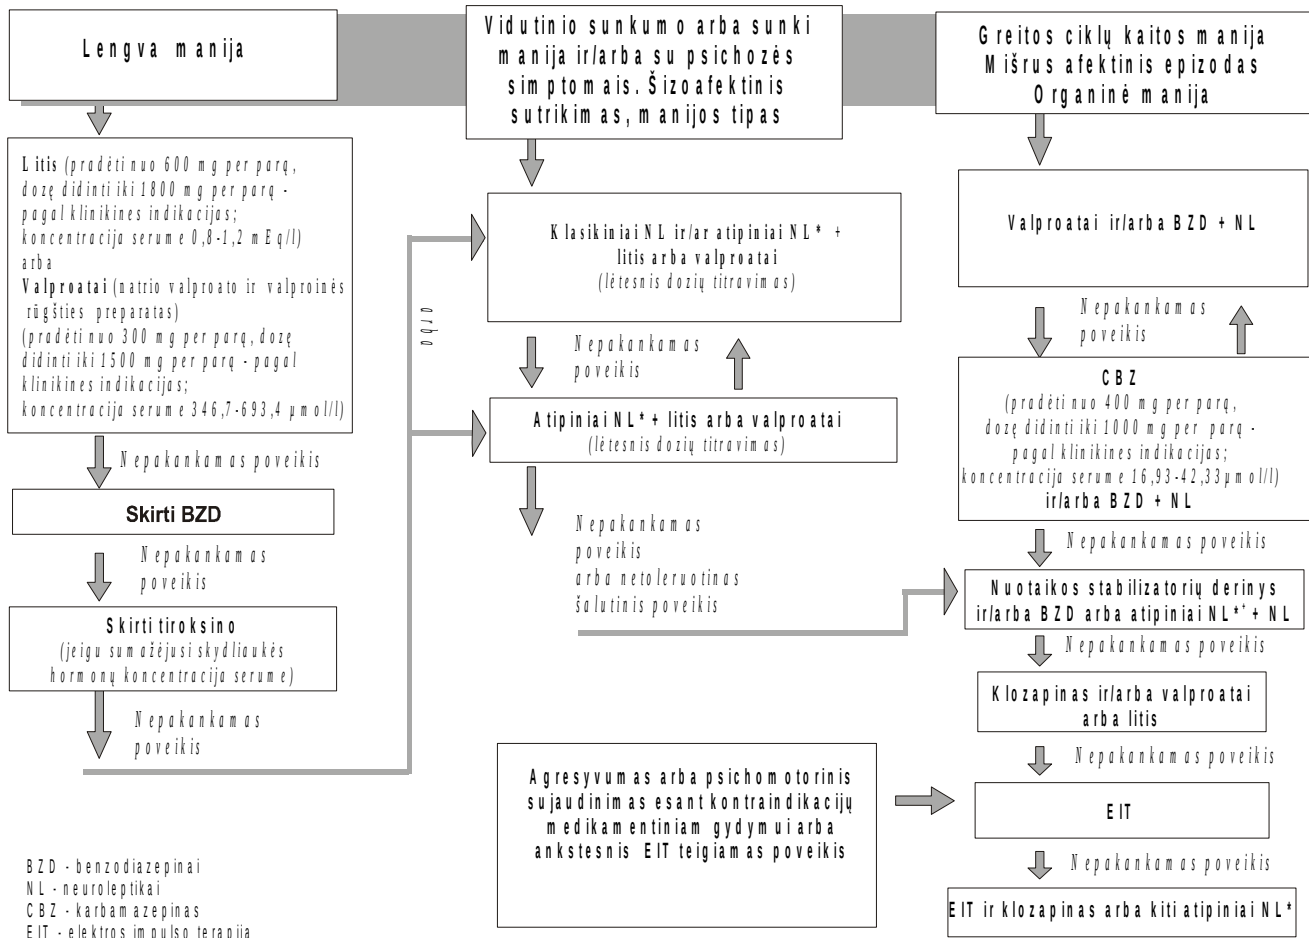 Lengva manija
Lit​is (pradėti nuo 600 mg per parą,
dozę didinti iki 1800 mg per parą -
pagal klinikines indikacijas;
koncentracija serume 0,8-1,2 mEq/l)
arba
Valproatai (natrio valproato ir valproinės
rūgšties preparatas)
(pradėti nuo 300 mg per parą, dozę
didinti iki 1500 mg per parą - pagal
klinikines indikacijas;
koncentracija serume 346,7-693,4 µmol/l)
Nepakankamas poveikis
Skirti BZD
Nepakankamas
poveikis
Skirti tiroksino
(jeigu sumažėjusi skydliaukės
hormonų koncentracija serume)
Nepakankamas
poveikis
arba
Vidutinio sunkumo arba sunki
manija ir/arba su psichozės
simptomais. Šizoafektinis
sutrikimas, manijos tipas
Klasikiniai NL ir/ar atipiniai NL* +
litis arba valproatai
(lėtesnis dozių titravimas)
Nepakankamas
poveikis
Atipiniai NL* + litis arba valproatai
(lėtesnis dozių titravimas)
Nepakankamas
poveikis
arba netoleruotinas
šalutinis poveikis
Agresyvumas arba psichomotorinis
sujaudinimas esant kontraindikacijų
medikamentiniam gydymui arba
ankstesnis EIT teigiamas poveikis
Greitos ciklų kaitos manija
Mišrus afektinis epizodas
Organinė manija
Valproatai ir/arba BZD + NL
Nepakankamas
poveikis
CBZ
(pradėti nuo 400 mg per parą,
dozę didinti iki 1000 mg per parą -
pagal klinikines indikacijas;
koncentracija serume 16,93-42,33µmol/l)
ir/arba BZD + NL
Nepakankamas poveikis
Nuotaikos stabilizatorių derinys
ir/arba BZD arba atipiniai NL*⁺ + NL
Nepakankamas poveikis
Klozapinas ir/arba valproatai
arba litis
Nepakankamas poveikis
EIT
Nepakankamas poveikis
EIT ir klozapinas arba kiti atipiniai NL*
BZD - benzodiazepinai
NL - neuroleptikai
CBZ - karbamazepinas
EIT - elektros impulso terapija